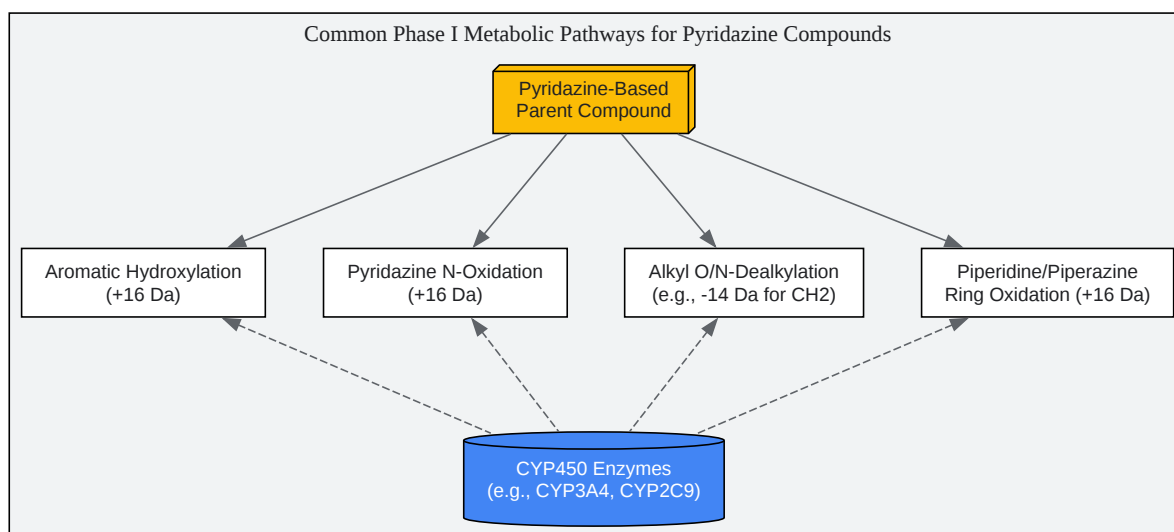 Common Phase I Metabolic Pathways for Pyridazine Compounds
Pyridazine-Based
Parent Compound
Aromatic Hydroxylation
(+16 Da)
Pyridazine N-Oxidation
(+16 Da)
Alkyl O/N-Dealkylation
(e.g., -14 Da for CH2)
Piperidine/Piperazine
Ring Oxidation (+16 Da)
CYP450 Enzymes
(e.g., CYP3A4, CYP2C9)